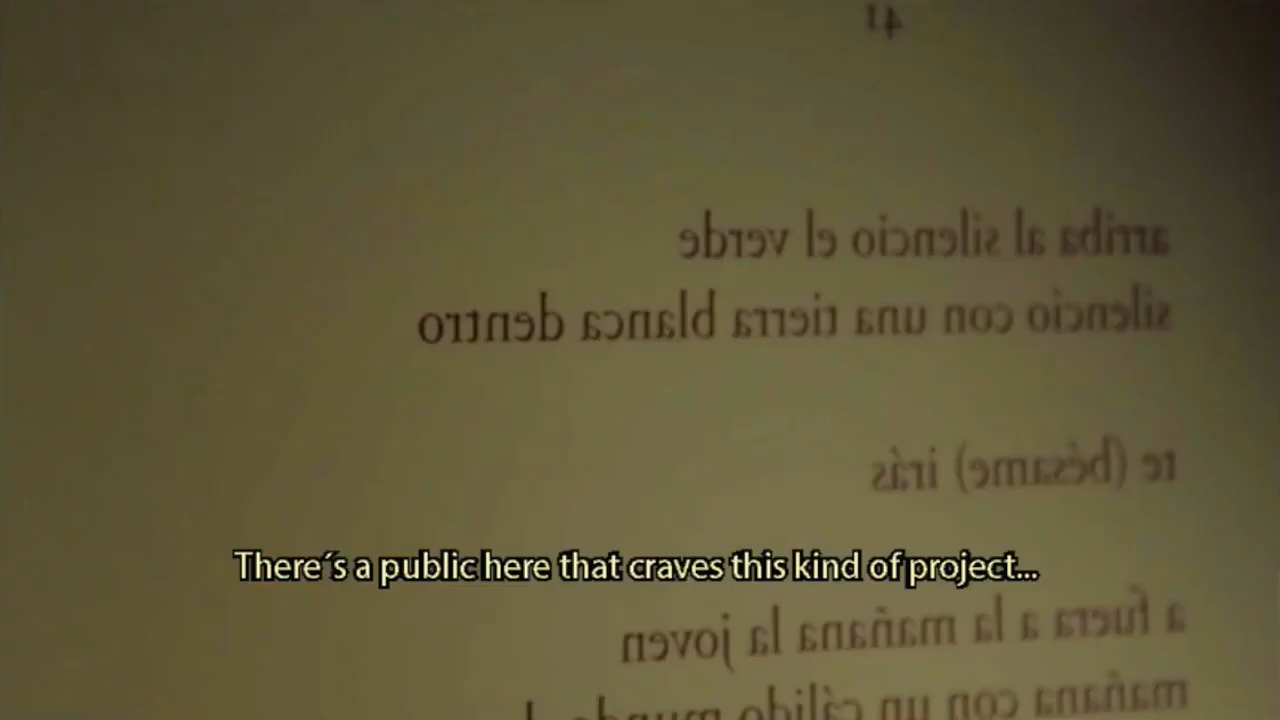 41
arriba al silencio el verde
silencio con una tierra blanca dentro
te (bésame) irás
There´s a public here that craves this kind of project...
a fuera a la mañana la joven
mañana con un cálido